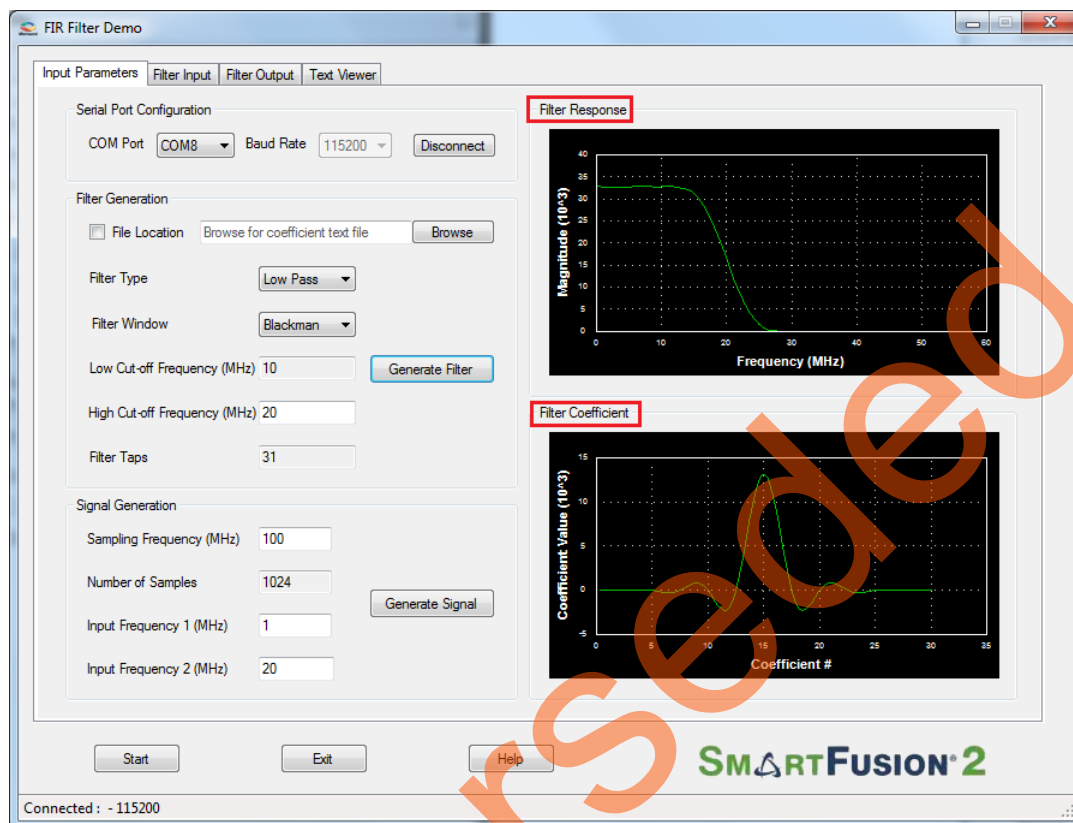 FIR Filter Demo
Input Parameters Filter Input Filter Output Text Viewer
Serial Port Configuration
COM Port COM8 Baud Rate 115200 Disconnect
Filter Generation
File Location Browse for coefficient text file Browse
Filter Type Low Pass
Filter Window Blackman
Low Cut-off Frequency (MHz) 10 Generate Filter
High Cut-off Frequency (MHz) 20
Filter Taps 31
Signal Generation
Sampling Frequency (MHz) 100
Number of Samples 1024
Generate Signal
Input Frequency 1 (MHz) 1
Input Frequency 2 (MHz) 20
Filter Response
Magnitude (10^3)
40
35
30
25
20
15
10
5
0
0 10 20 30 40 50 60
Frequency (MHz)
Filter Coefficient
Coefficient Value (10^3)
15
10
5
0
-5
0 5 10 15 20 25 30 35
Coefficient #
Start Exit Help SMARTFUSION® 2
Connected : - 115200
rseded